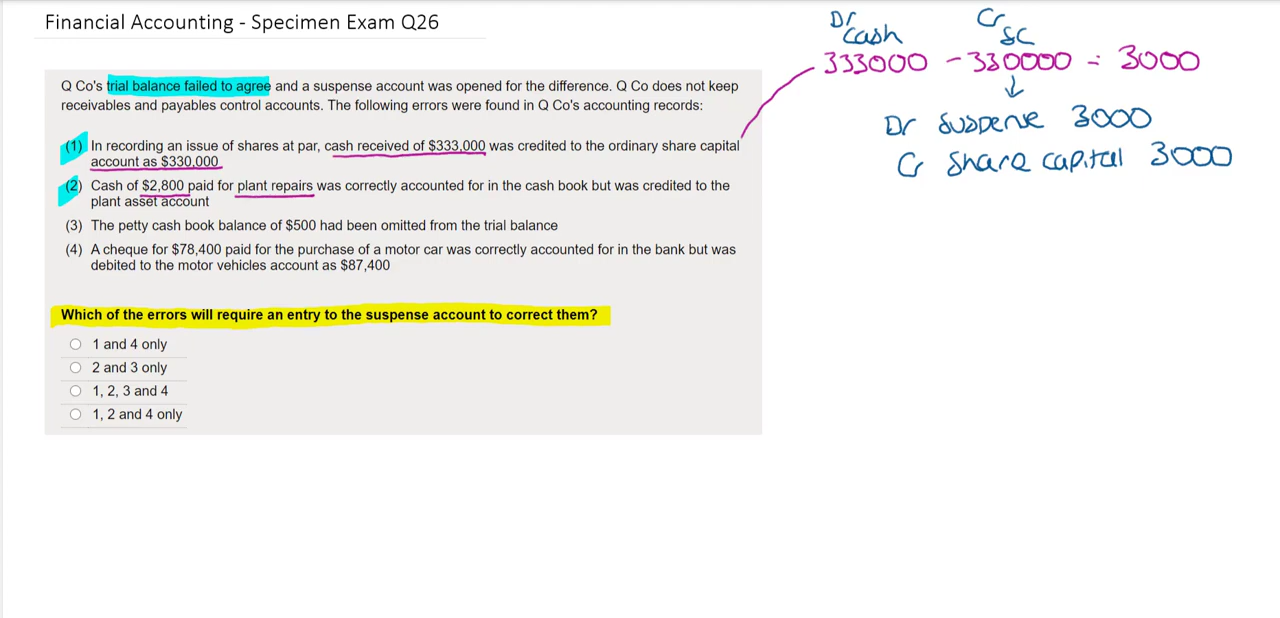 Financial Accounting - Specimen Exam Q26
Dr Cash
Cr SC
333000 - 330000 = 3000
Dr suspense 3000
Cr Share capital 3000
Q Co's trial balance failed to agree and a suspense account was opened for the difference. Q Co does not keep
receivables and payables control accounts. The following errors were found in Q Co's accounting records:
(1) In recording an issue of shares at par, cash received of $333,000 was credited to the ordinary share capital
account as $330,000
(2) Cash of $2,800 paid for plant repairs was correctly accounted for in the cash book but was credited to the
plant asset account
(3) The petty cash book balance of $500 had been omitted from the trial balance
(4) A cheque for $78,400 paid for the purchase of a motor car was correctly accounted for in the bank but was
debited to the motor vehicles account as $87,400
Which of the errors will require an entry to the suspense account to correct them?
1 and 4 only
2 and 3 only
1, 2, 3 and 4
1, 2 and 4 only